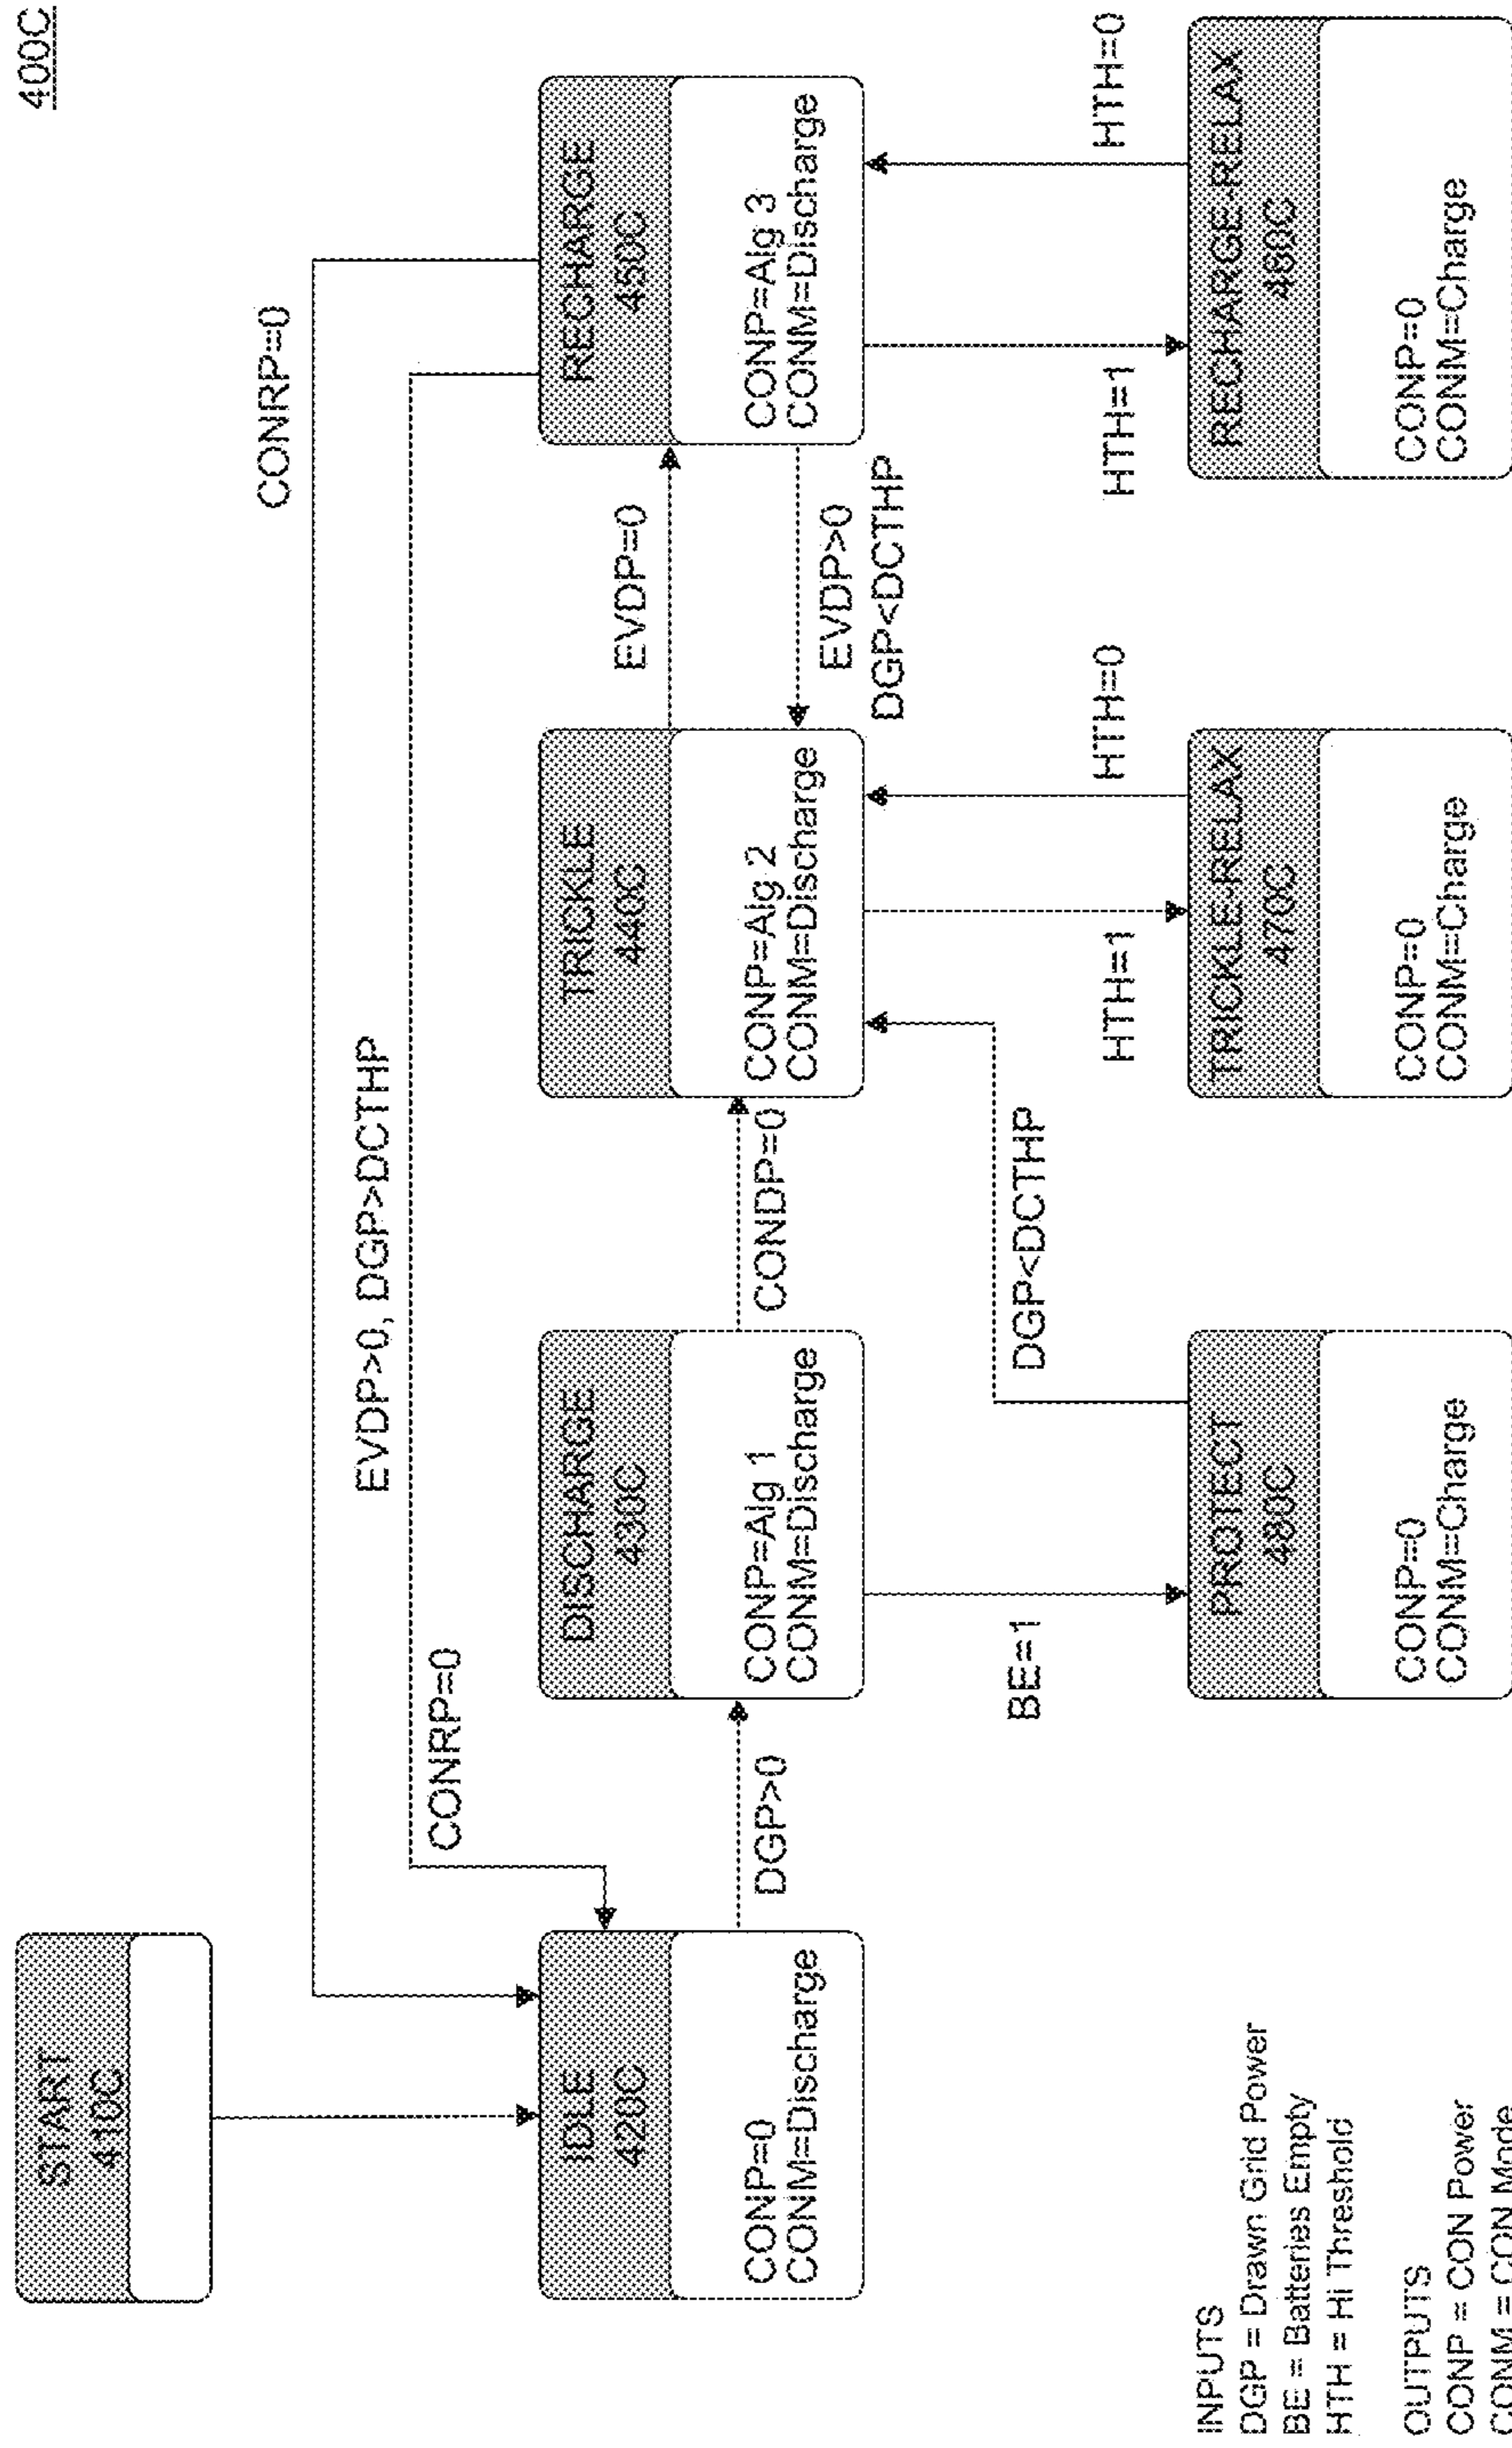 400C
START
410C
CONRP=0
EVDP>0, DGP>DCTHP
CONRP=0
IDLE
420C
CONP=0
CONM=Discharge
DGP>0
DISCHARGE
430C
CONP=Alg 1
CONM=Discharge
CONDP=0
TRICKLE
440C
CONP=Alg 2
CONM=Discharge
EVDP=0
EVDP>0
DGP<DCTHP
RECHARGE
450C
CONP=Alg 3
CONM=Discharge
BE=1
DGP<DCTHP
HTH=1
HTH=0
HTH=1
HTH=0
PROTECT
480C
CONP=0
CONM=Charge
TRICKLE-RELAX
470C
CONP=0
CONM=Charge
RECHARGE-RELAX
460C
CONP=0
CONM=Charge
INPUTS
DGP = Drawn Grid Power
BE = Batteries Empty
HTH = Hi Threshold
OUTPUTS
CONP = CON Power
CONM = CON Mode